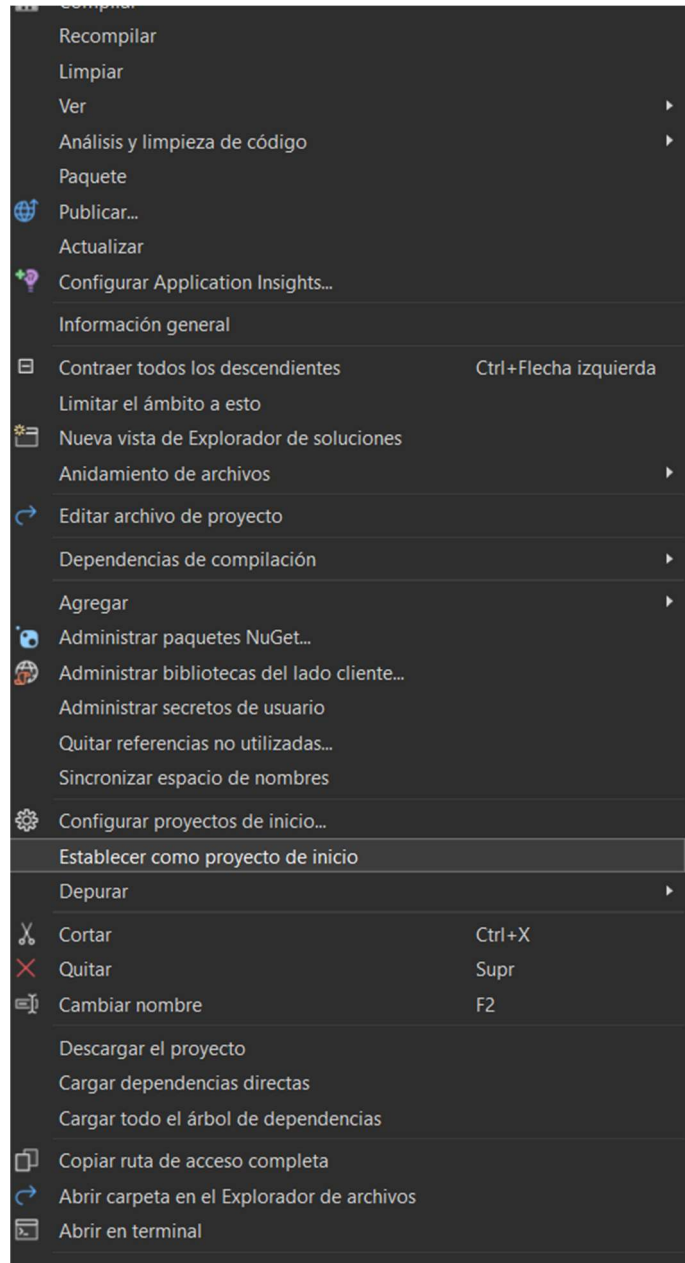 Recompilar
Limpiar
Ver
Análisis y limpieza de código
Paquete
Publicar...
Actualizar
Configurar Application Insights...
Información general
Contraer todos los descendientes Ctrl+Flecha izquierda
Limitar el ámbito a esto
Nueva vista de Explorador de soluciones
Anidamiento de archivos
Editar archivo de proyecto
Dependencias de compilación
Agregar
Administrar paquetes NuGet...
Administrar bibliotecas del lado cliente...
Administrar secretos de usuario
Quitar referencias no utilizadas...
Sincronizar espacio de nombres
Configurar proyectos de inicio...
Establecer como proyecto de inicio
Depurar
Cortar Ctrl+X
Quitar Supr
Cambiar nombre F2
Descargar el proyecto
Cargar dependencias directas
Cargar todo el árbol de dependencias
Copiar ruta de acceso completa
Abrir carpeta en el Explorador de archivos
Abrir en terminal